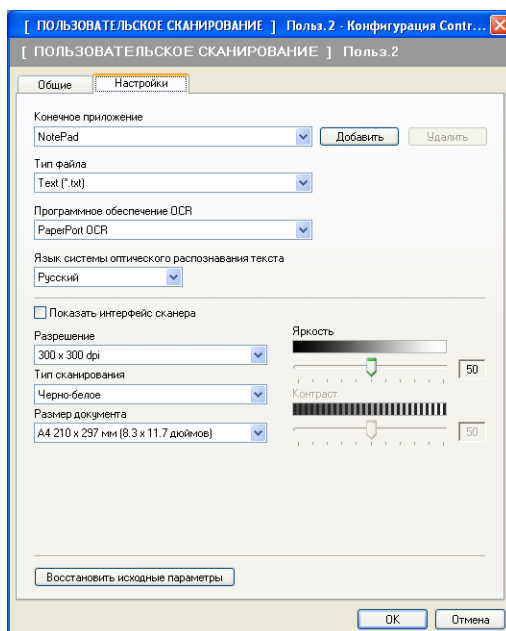 [ ПОЛЬЗОВАТЕЛЬСКОЕ СКАНИРОВАНИЕ ] Польз.2 - Конфигурация Contr...
[ ПОЛЬЗОВАТЕЛЬСКОЕ СКАНИРОВАНИЕ ] Польз.2
Общие Настройки
Конечное приложение
NotePad Добавить Удалить
Тип файла
Text (*.txt)
Программное обеспечение OCR
PaperPort OCR
Язык системы оптического распознавания текста
Русский
Показать интерфейс сканера
Разрешение Яркость
300 x 300 dpi 50
Тип сканирования Контраст
Черно-белое
Размер документа 50
A4 210 x 297 мм (8.3 x 11.7 дюймов)
Восстановить исходные параметры
OK Отмена